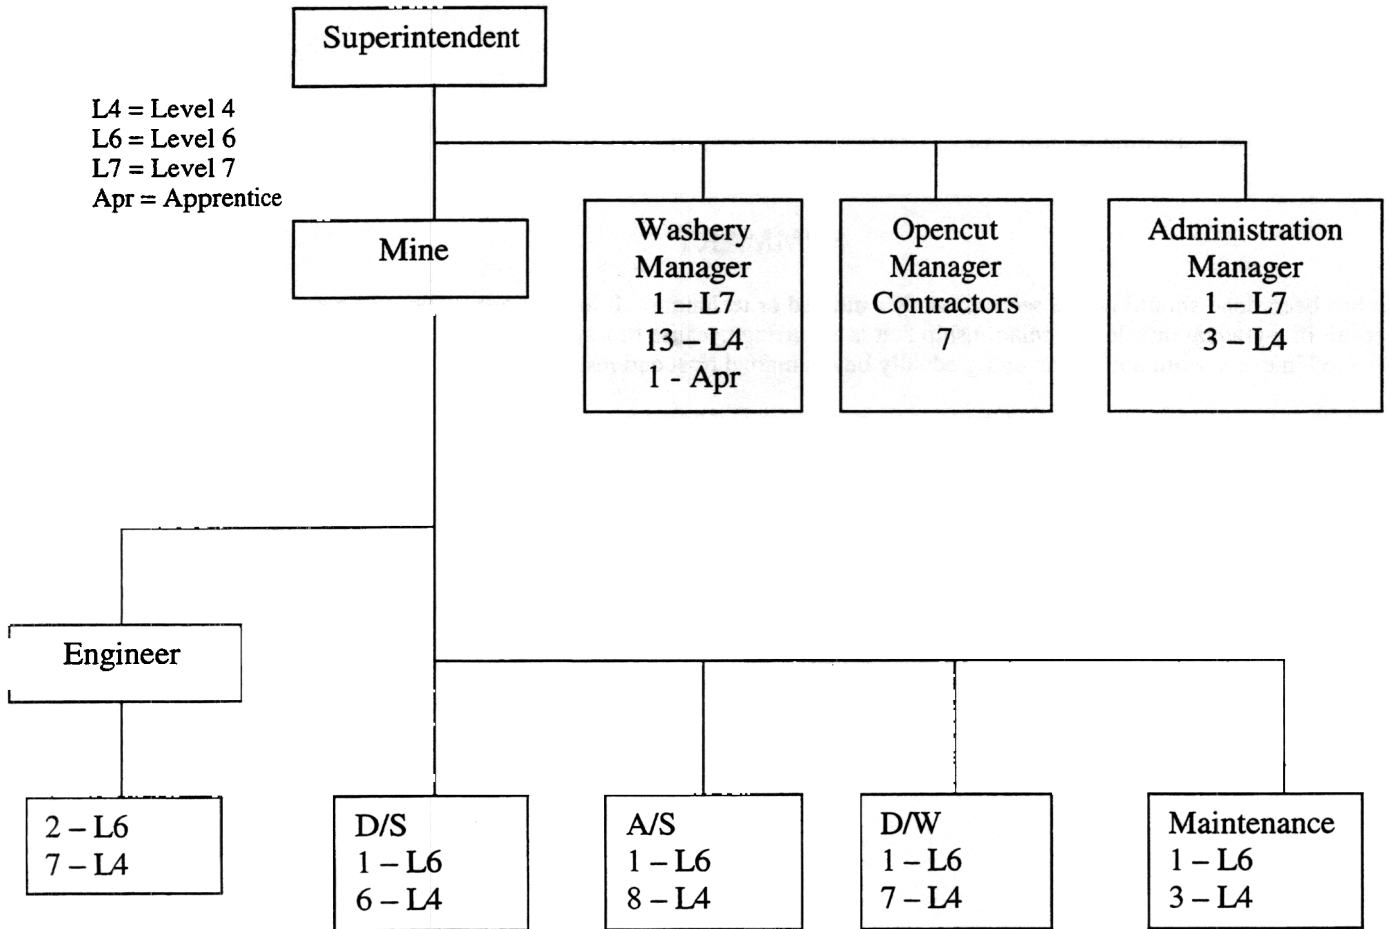 Superintendent
L4 = Level 4
L6 = Level 6
L7 = Level 7
Apr = Apprentice
Mine
Washery
Manager
1 – L7
13 – L4
1 - Apr
Opencut
Manager
Contractors
7
Administration
Manager
1 – L7
3 – L4
Engineer
2 – L6
7 – L4
D/S
1 – L6
6 – L4
A/S
1 – L6
8 – L4
D/W
1 – L6
7 – L4
Maintenance
1 – L6
3 – L4